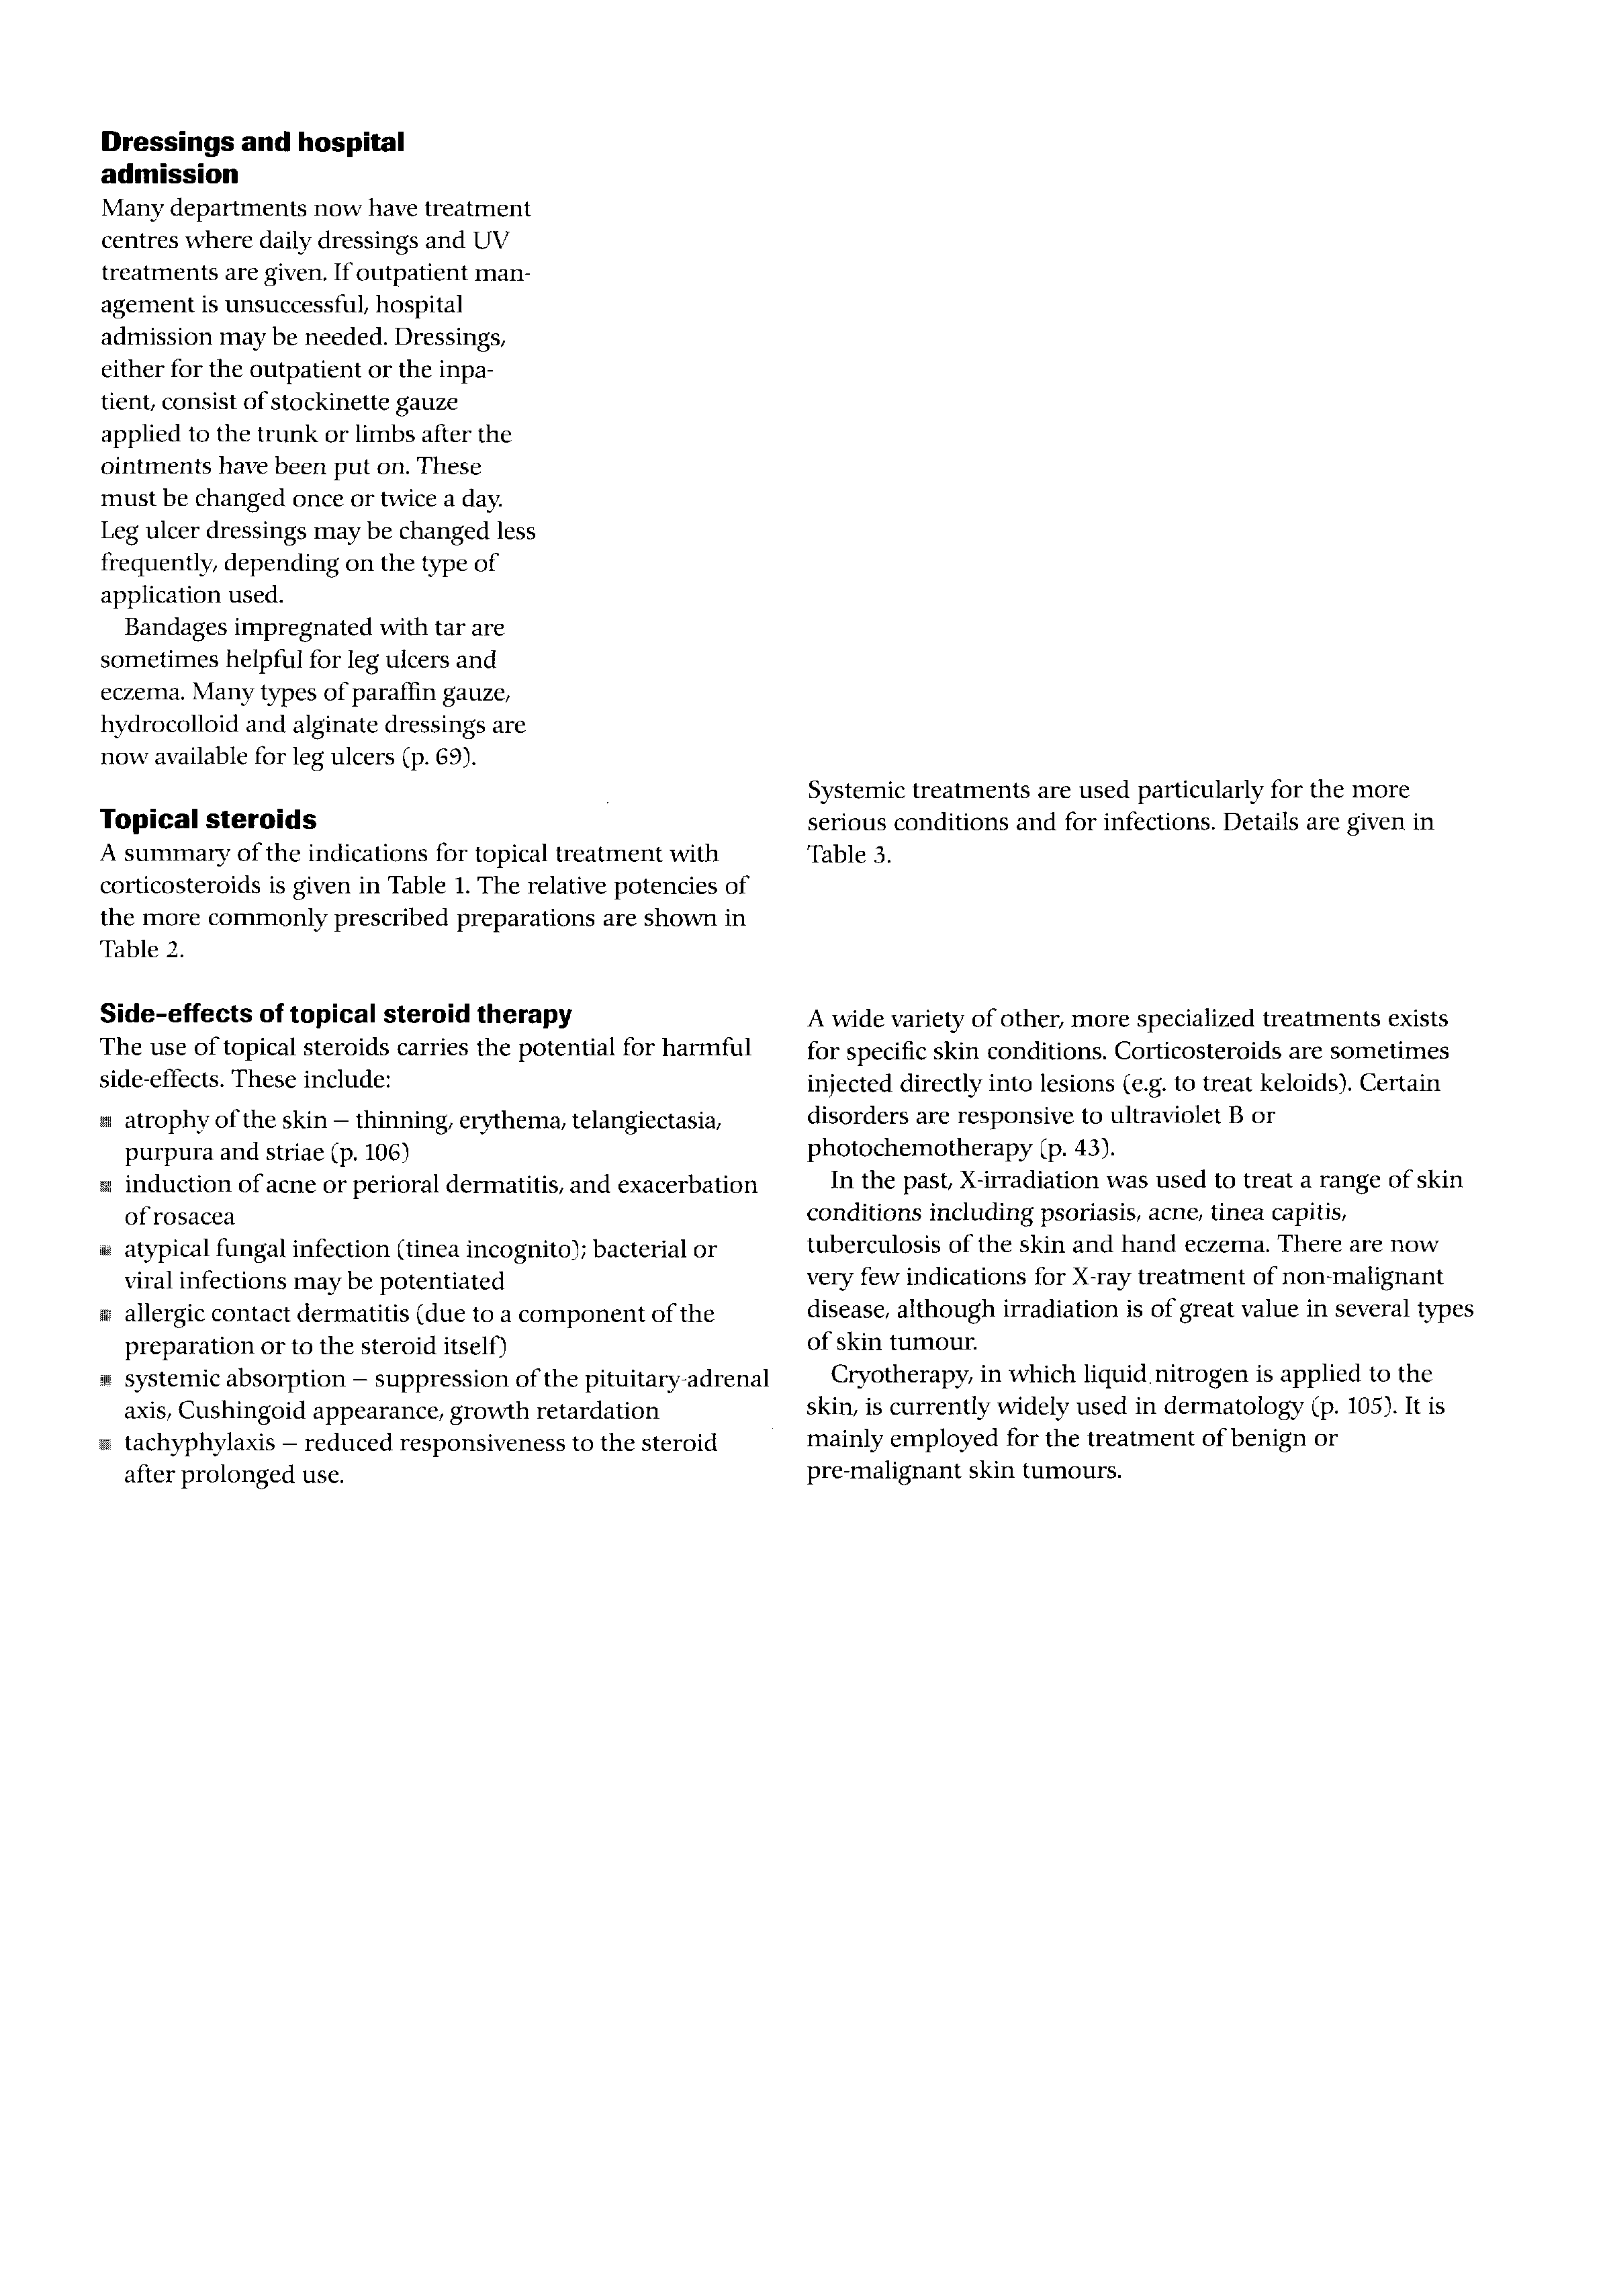 Dressings and hospital
admission
Many departments now have treatment
centres where daily dressings and UV
treatments are given. If outpatient man-
agement is unsuccessful, hospital
admission may be needed. Dressings,
either for the outpatient or the inpa-
tient, consist of stockinette gauze
applied to the trunk or limbs after the
ointments have been put on. These
must be changed once or twice a day.
Leg ulcer dressings may be changed less
frequently, depending on the type of
application used.
Bandages impregnated with tar are
sometimes helpful for leg ulcers and
eczema. Many types of paraffin gauze,
hydrocolloid and alginate dressings are
now available for leg ulcers (p. 69).
Topical steroids
A summary of the indications for topical treatment with
corticosteroids is given in Table 1. The relative potencies of
the more commonly prescribed preparations are shown in
Table 2.
Side-effects of topical steroid therapy
The use of topical steroids carries the potential for harmful
side-effects. These include:
■ atrophy of the skin – thinning, erythema, telangiectasia,
purpura and striae (p. 106)
■ induction of acne or perioral dermatitis, and exacerbation
of rosacea
■ atypical fungal infection (tinea incognito); bacterial or
viral infections may be potentiated
■ allergic contact dermatitis (due to a component of the
preparation or to the steroid itself)
■ systemic absorption – suppression of the pituitary-adrenal
axis, Cushingoid appearance, growth retardation
■ tachyphylaxis – reduced responsiveness to the steroid
after prolonged use.
Systemic treatments are used particularly for the more
serious conditions and for infections. Details are given in
Table 3.
A wide variety of other, more specialized treatments exists
for specific skin conditions. Corticosteroids are sometimes
injected directly into lesions (e.g. to treat keloids). Certain
disorders are responsive to ultraviolet B or
photochemotherapy (p. 43).
In the past, X-irradiation was used to treat a range of skin
conditions including psoriasis, acne, tinea capitis,
tuberculosis of the skin and hand eczema. There are now
very few indications for X-ray treatment of non-malignant
disease, although irradiation is of great value in several types
of skin tumour.
Cryotherapy, in which liquid nitrogen is applied to the
skin, is currently widely used in dermatology (p. 105). It is
mainly employed for the treatment of benign or
pre-malignant skin tumours.